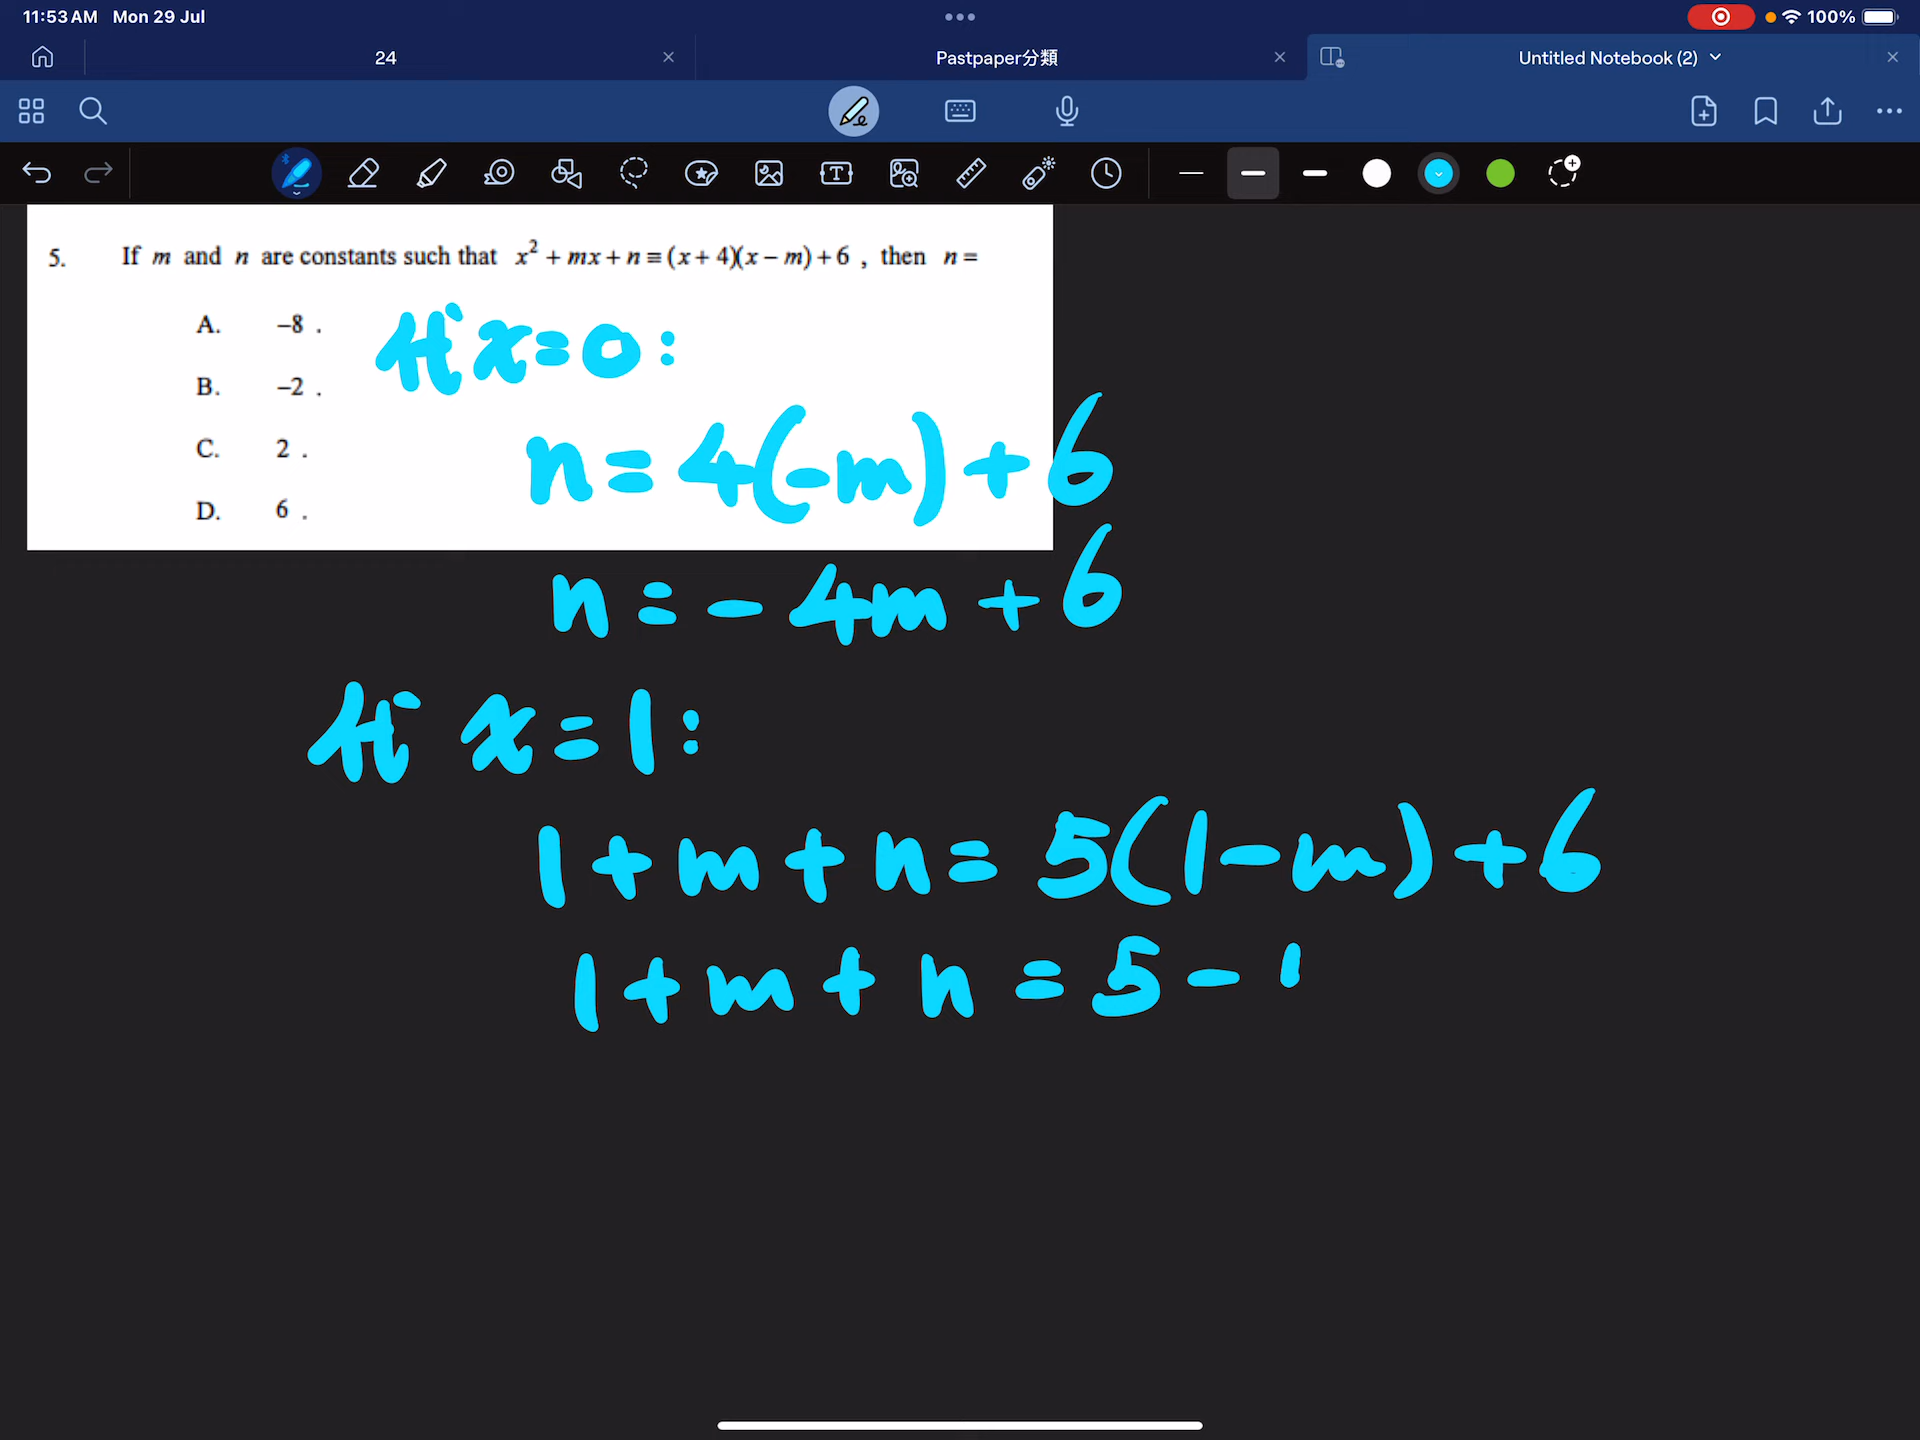 11:53 AM Mon 29 Jul
100%
24
Pastpaper分類
Untitled Notebook (2)
5. If m and n are constants such that x² + mx + n ≡ (x + 4)(x − m) + 6 , then n =
A. −8 .
B. −2 .
C. 2 .
D. 6 .
代 x=0:
n = 4(-m) + 6
n = - 4m + 6
代 x=1:
1 + m + n = 5(1-m) + 6
1 + m + n = 5 -